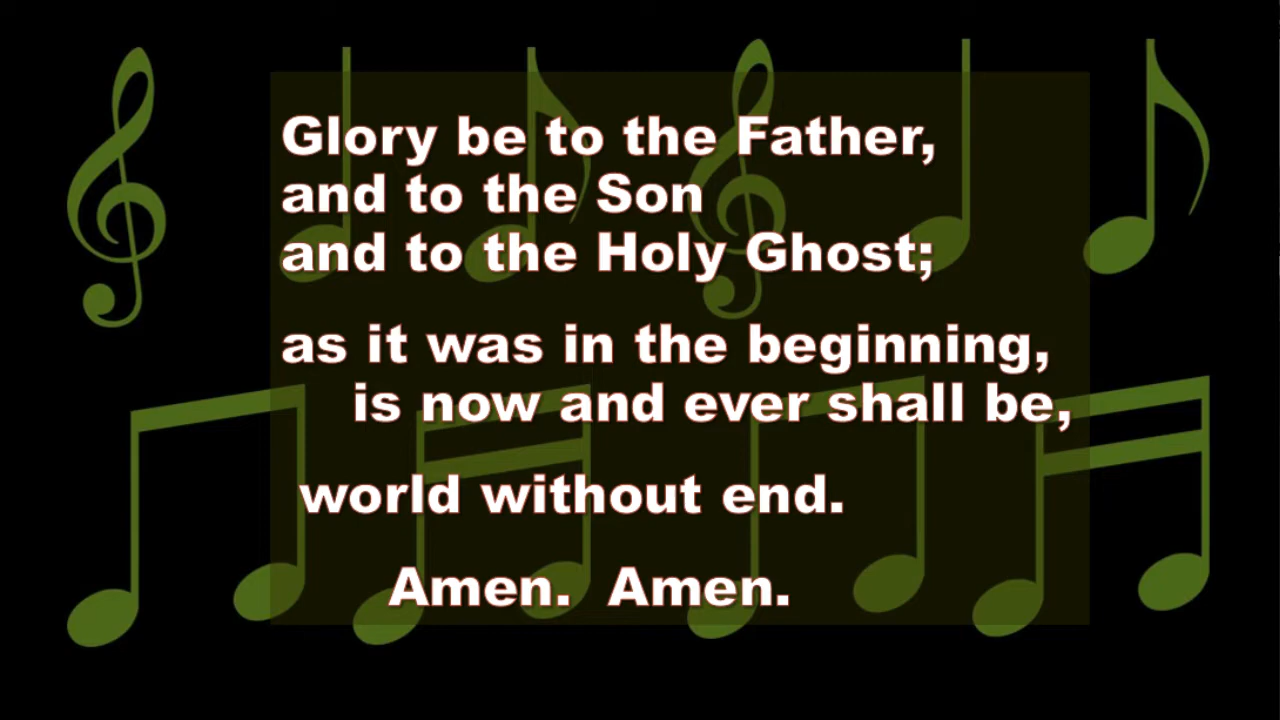 Glory be to the Father,
and to the Son
and to the Holy Ghost;
as it was in the beginning,
is now and ever shall be,
world without end.
Amen. Amen.